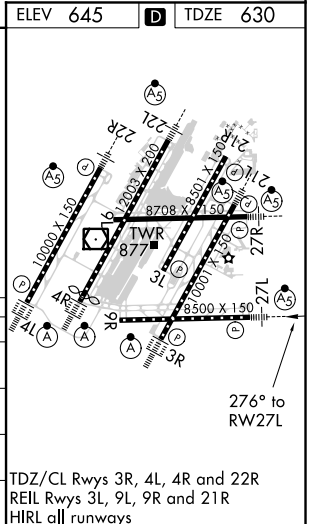 ELEV 645 D TDZE 630
A5
22R
22L
12003 X 200
10000 X 150
A5
P
21R
8501 X 150
P
A5
21L
A5
9L
8708 X 150
TWR
877
27R
3L
P
10001 X 150
P
4R
4L
A
A
9R
8500 X 150
27L
A5
A
3R
P
P
276° to
RW27L
TDZ/CL Rwys 3R, 4L, 4R and 22R
REIL Rwys 3L, 9L, 9R and 21R
HIRL all runways